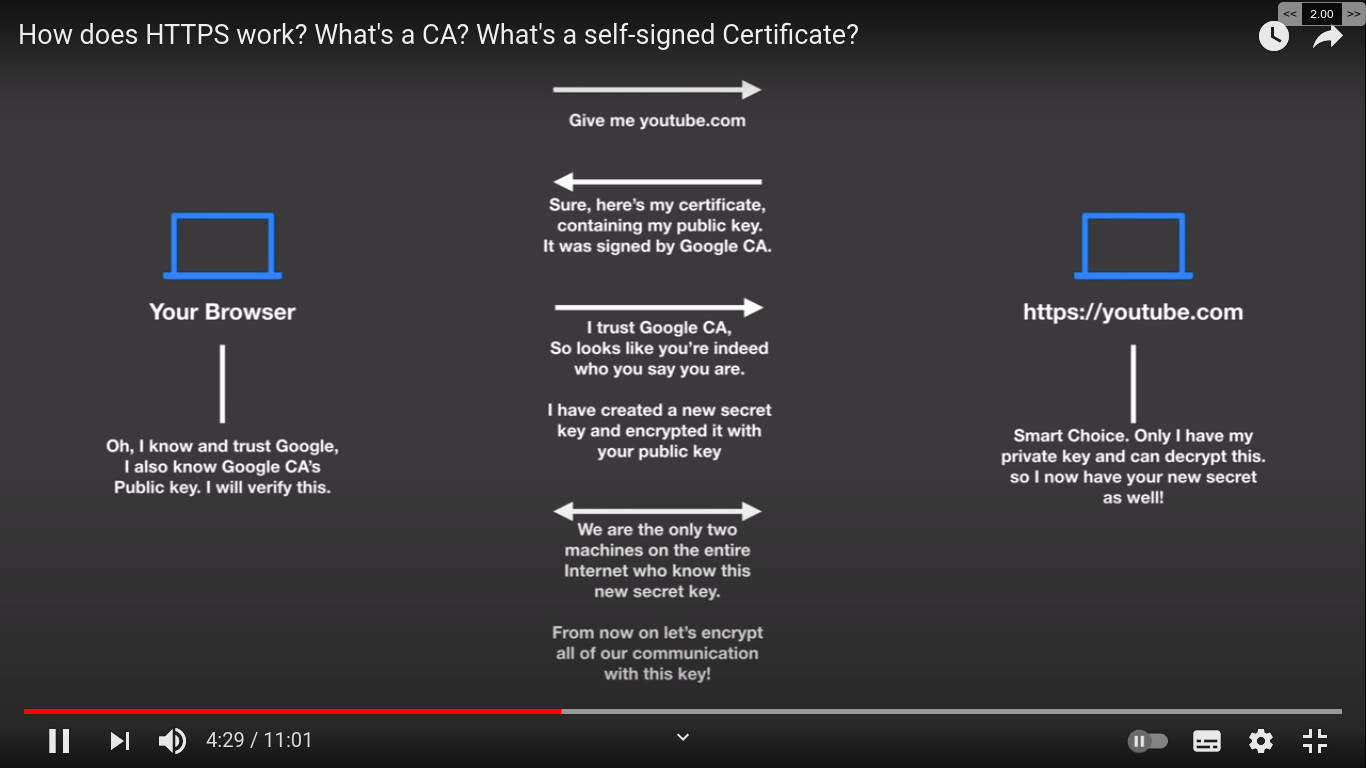 << 2.00 >>
How does HTTPS work? What's a CA? What's a self-signed Certificate?
Give me youtube.com
Sure, here's my certificate,
containing my public key.
It was signed by Google CA.
Your Browser
https://youtube.com
I trust Google CA,
So looks like you're indeed
who you say you are.
I have created a new secret
key and encrypted it with
your public key
Oh, I know and trust Google,
I also know Google CA's
Public key. I will verify this.
Smart Choice. Only I have my
private key and can decrypt this.
so I now have your new secret
as well!
We are the only two
machines on the entire
Internet who know this
new secret key.
From now on let's encrypt
all of our communication
with this key!
4:29 / 11:01